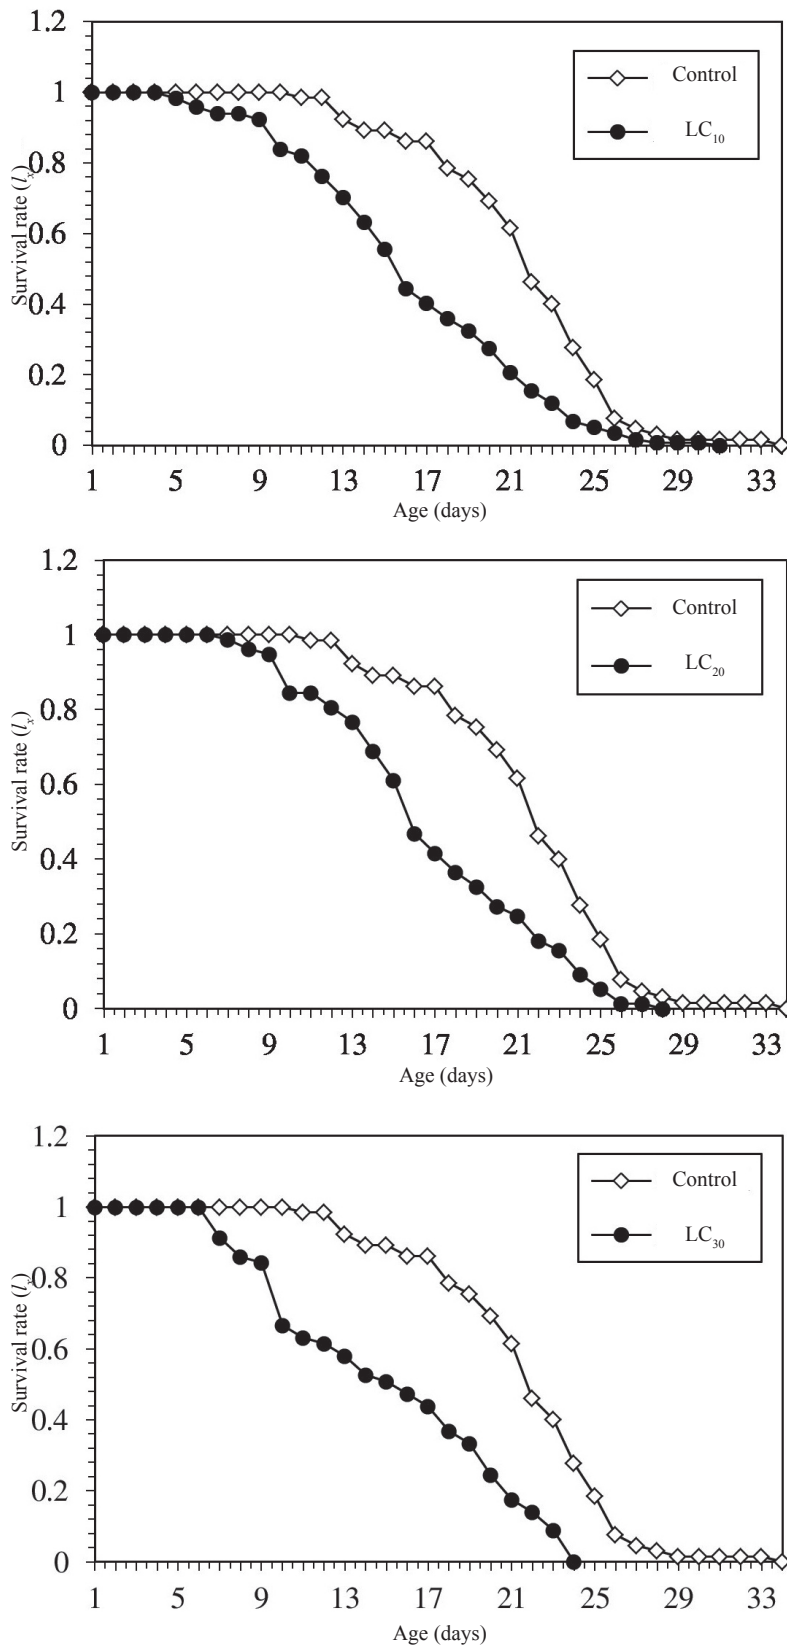 1.2
1
0.8
0.6
0.4
0.2
0
Survival rate (lx)
Control
LC10
1 5 9 13 17 21 25 29 33
Age (days)
1.2
1
0.8
0.6
0.4
0.2
0
Survival rate (lx)
Control
LC20
1 5 9 13 17 21 25 29 33
Age (days)
1.2
1
0.8
0.6
0.4
0.2
0
Survival rate (lx)
Control
LC30
1 5 9 13 17 21 25 29 33
Age (days)